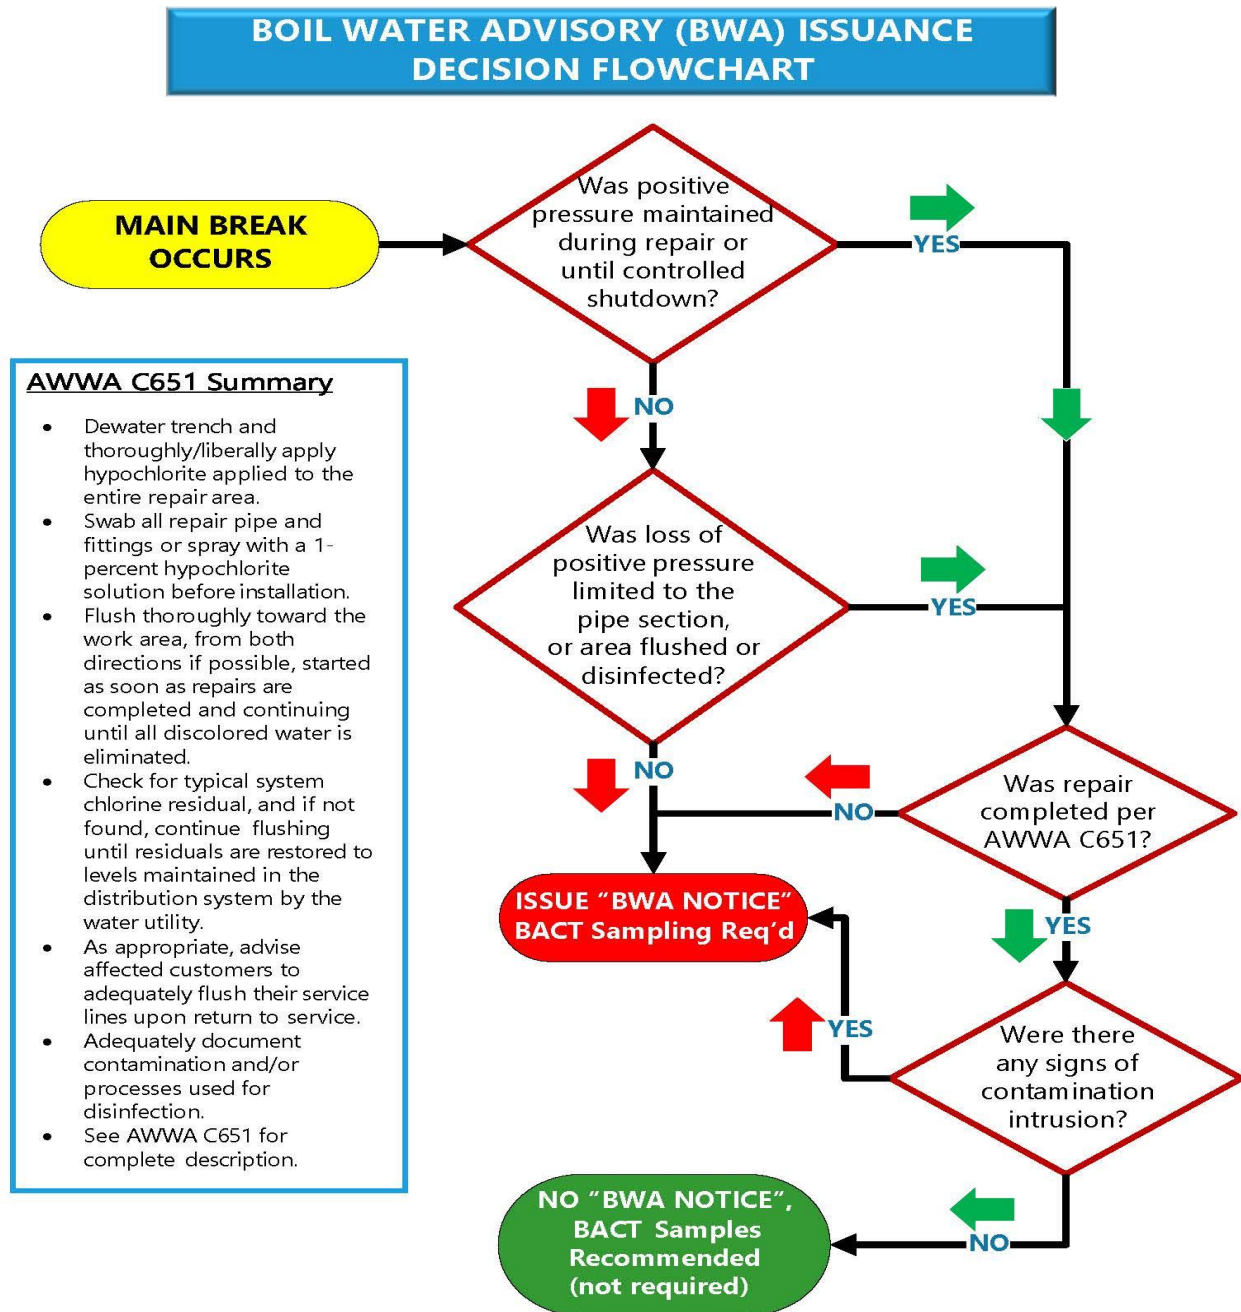 BOIL WATER ADVISORY (BWA) ISSUANCE
DECISION FLOWCHART
MAIN BREAK
OCCURS
Was positive
pressure maintained
during repair or
until controlled
shutdown?
YES
NO
Was loss of
positive pressure
limited to the
pipe section,
or area flushed or
disinfected?
YES
NO
Was repair
completed per
AWWA C651?
NO
YES
ISSUE “BWA NOTICE”
BACT Sampling Req’d
Were there
any signs of
contamination
intrusion?
YES
NO
NO “BWA NOTICE”,
BACT Samples
Recommended
(not required)
AWWA C651 Summary
• Dewater trench and
thoroughly/liberally apply
hypochlorite applied to the
entire repair area.
• Swab all repair pipe and
fittings or spray with a 1-
percent hypochlorite
solution before installation.
• Flush thoroughly toward the
work area, from both
directions if possible, started
as soon as repairs are
completed and continuing
until all discolored water is
eliminated.
• Check for typical system
chlorine residual, and if not
found, continue flushing
until residuals are restored to
levels maintained in the
distribution system by the
water utility.
• As appropriate, advise
affected customers to
adequately flush their service
lines upon return to service.
• Adequately document
contamination and/or
processes used for
disinfection.
• See AWWA C651 for
complete description.